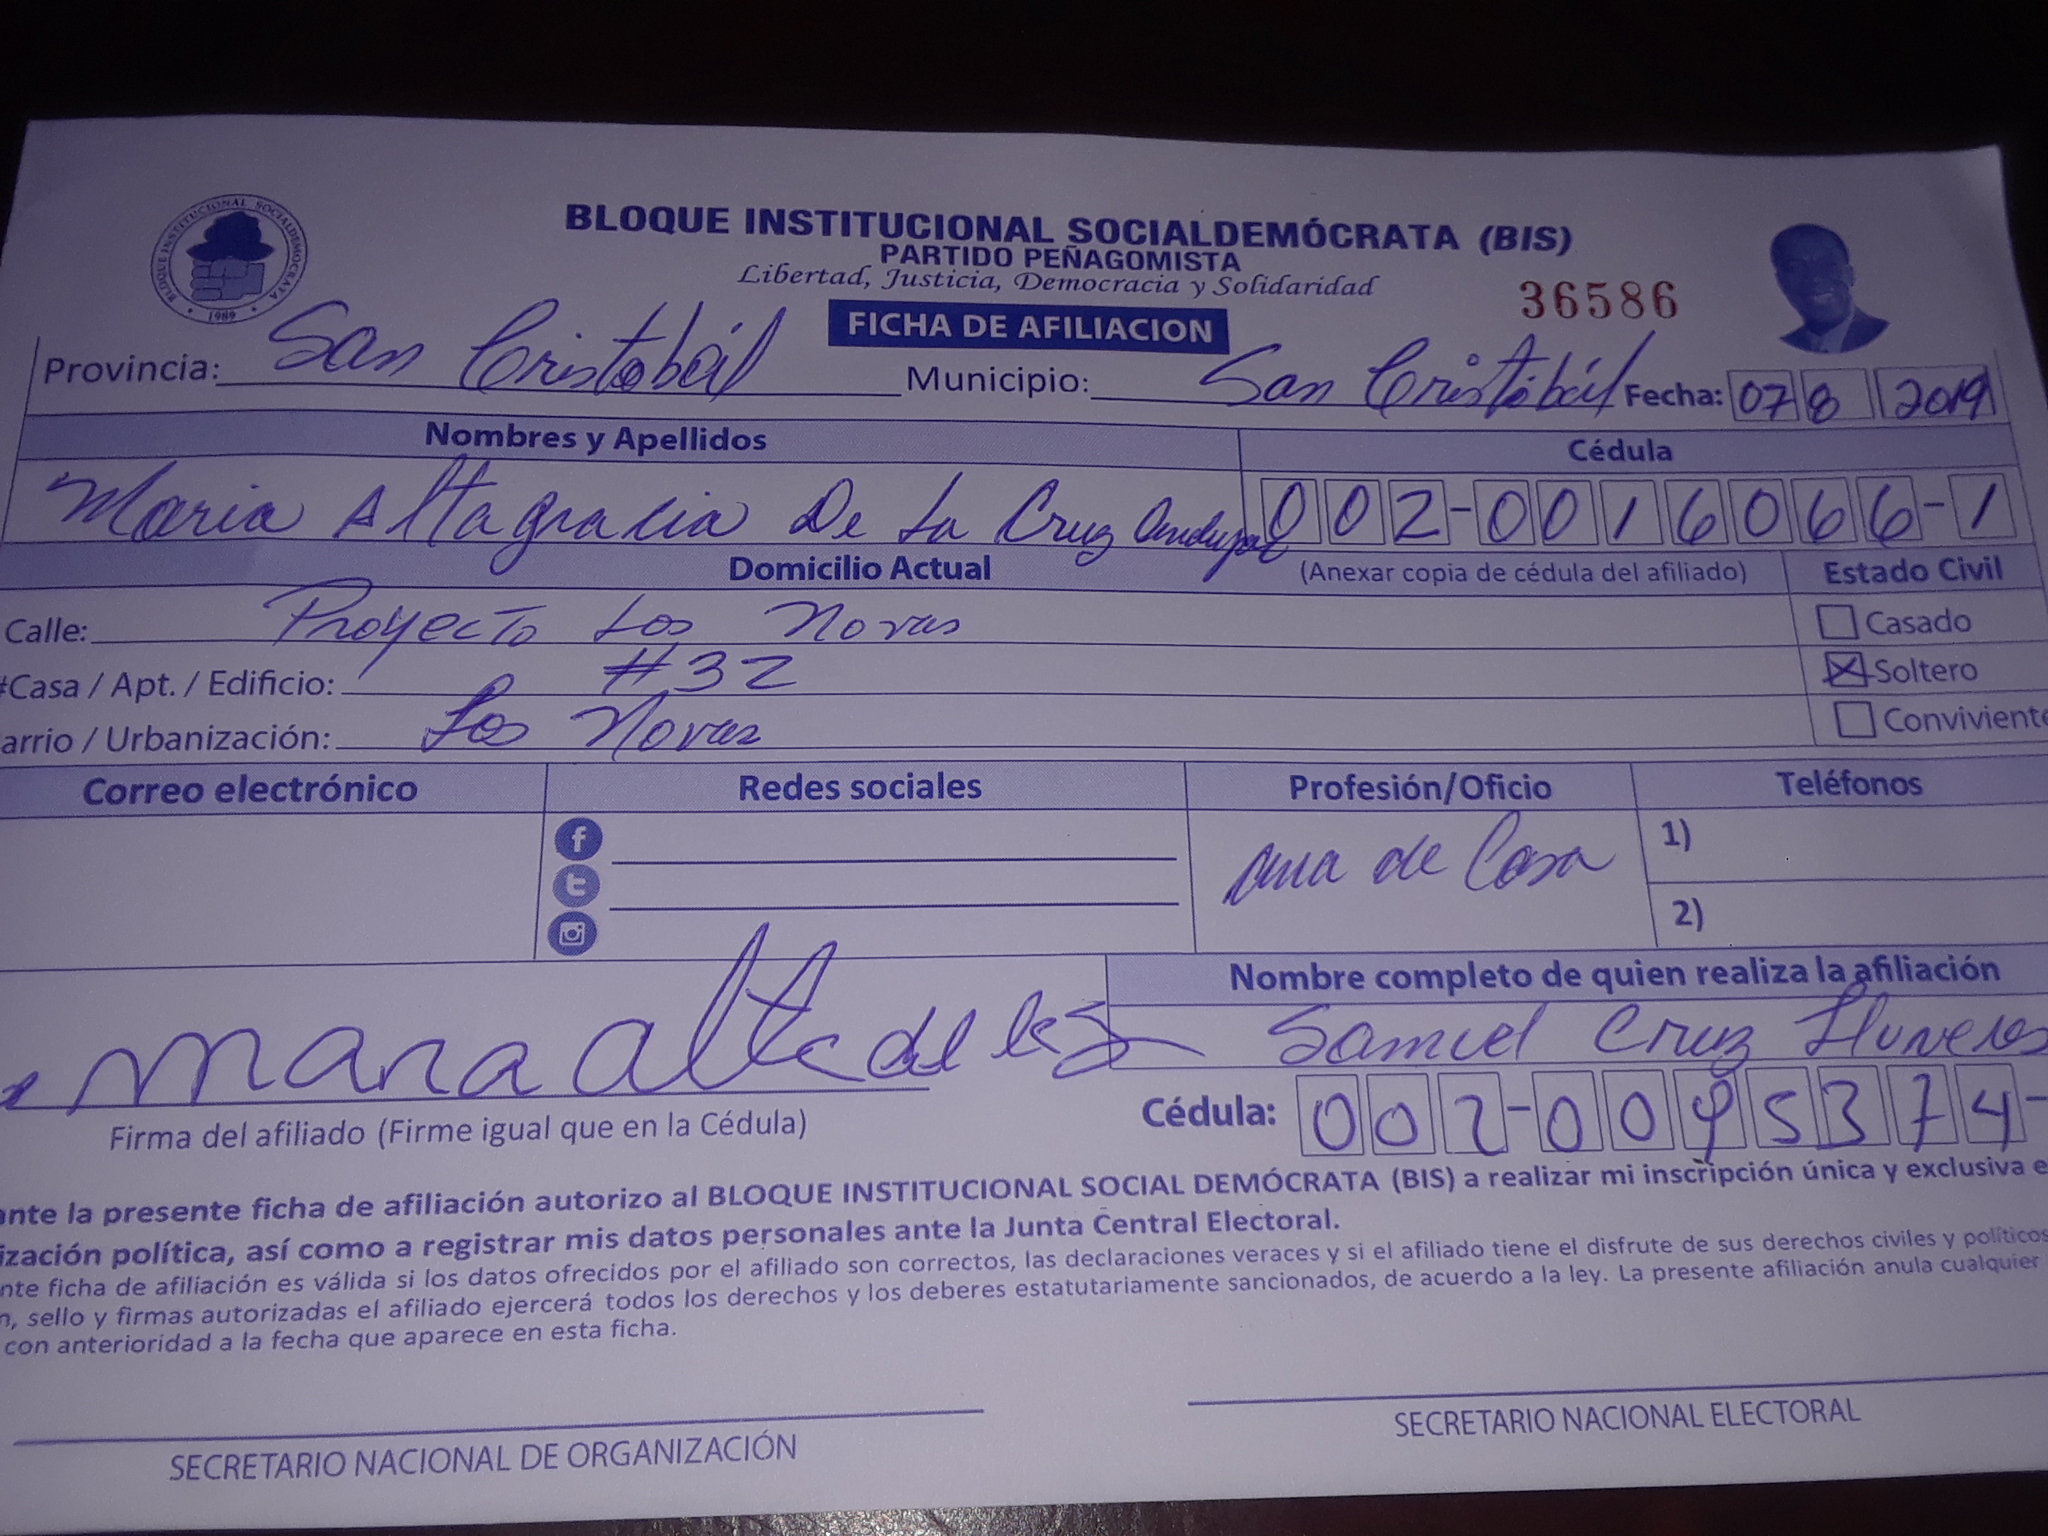 BLOQUE INSTITUCIONAL SOCIALDEMÓCRATA
1989
BLOQUE INSTITUCIONAL SOCIALDEMÓCRATA (BIS)
PARTIDO PEÑAGOMISTA
Libertad, Justicia, Democracia y Solidaridad
36586
FICHA DE AFILIACION
Provincia: San Cristobal Municipio: San Cristóbal Fecha: 07 8 2019
Nombres y Apellidos Cédula
Maria Altagracia De La Cruz 002-0016066-1
Domicilio Actual (Anexar copia de cédula del afiliado) Estado Civil
Calle: Proyecto Los Novas Casado
#Casa / Apt. / Edificio: #32 Soltero
arrio / Urbanización: Los Novas Conviviente
Correo electrónico Redes sociales Profesión/Oficio Teléfonos
ama de Casa 1)
2)
Nombre completo de quien realiza la afiliación
Maria Alta de la Samuel Cruz
Firma del afiliado (Firme igual que en la Cédula) Cédula: 002-0095374-
ante la presente ficha de afiliación autorizo al BLOQUE INSTITUCIONAL SOCIAL DEMÓCRATA (BIS) a realizar mi inscripción única y exclusiva e
ización política, así como a registrar mis datos personales ante la Junta Central Electoral.
nte ficha de afiliación es válida si los datos ofrecidos por el afiliado son correctos, las declaraciones veraces y si el afiliado tiene el disfrute de sus derechos civiles y políticos
n, sello y firmas autorizadas el afiliado ejercerá todos los derechos y los deberes estatutariamente sancionados, de acuerdo a la ley. La presente afiliación anula cualquier
con anterioridad a la fecha que aparece en esta ficha.
SECRETARIO NACIONAL DE ORGANIZACIÓN SECRETARIO NACIONAL ELECTORAL